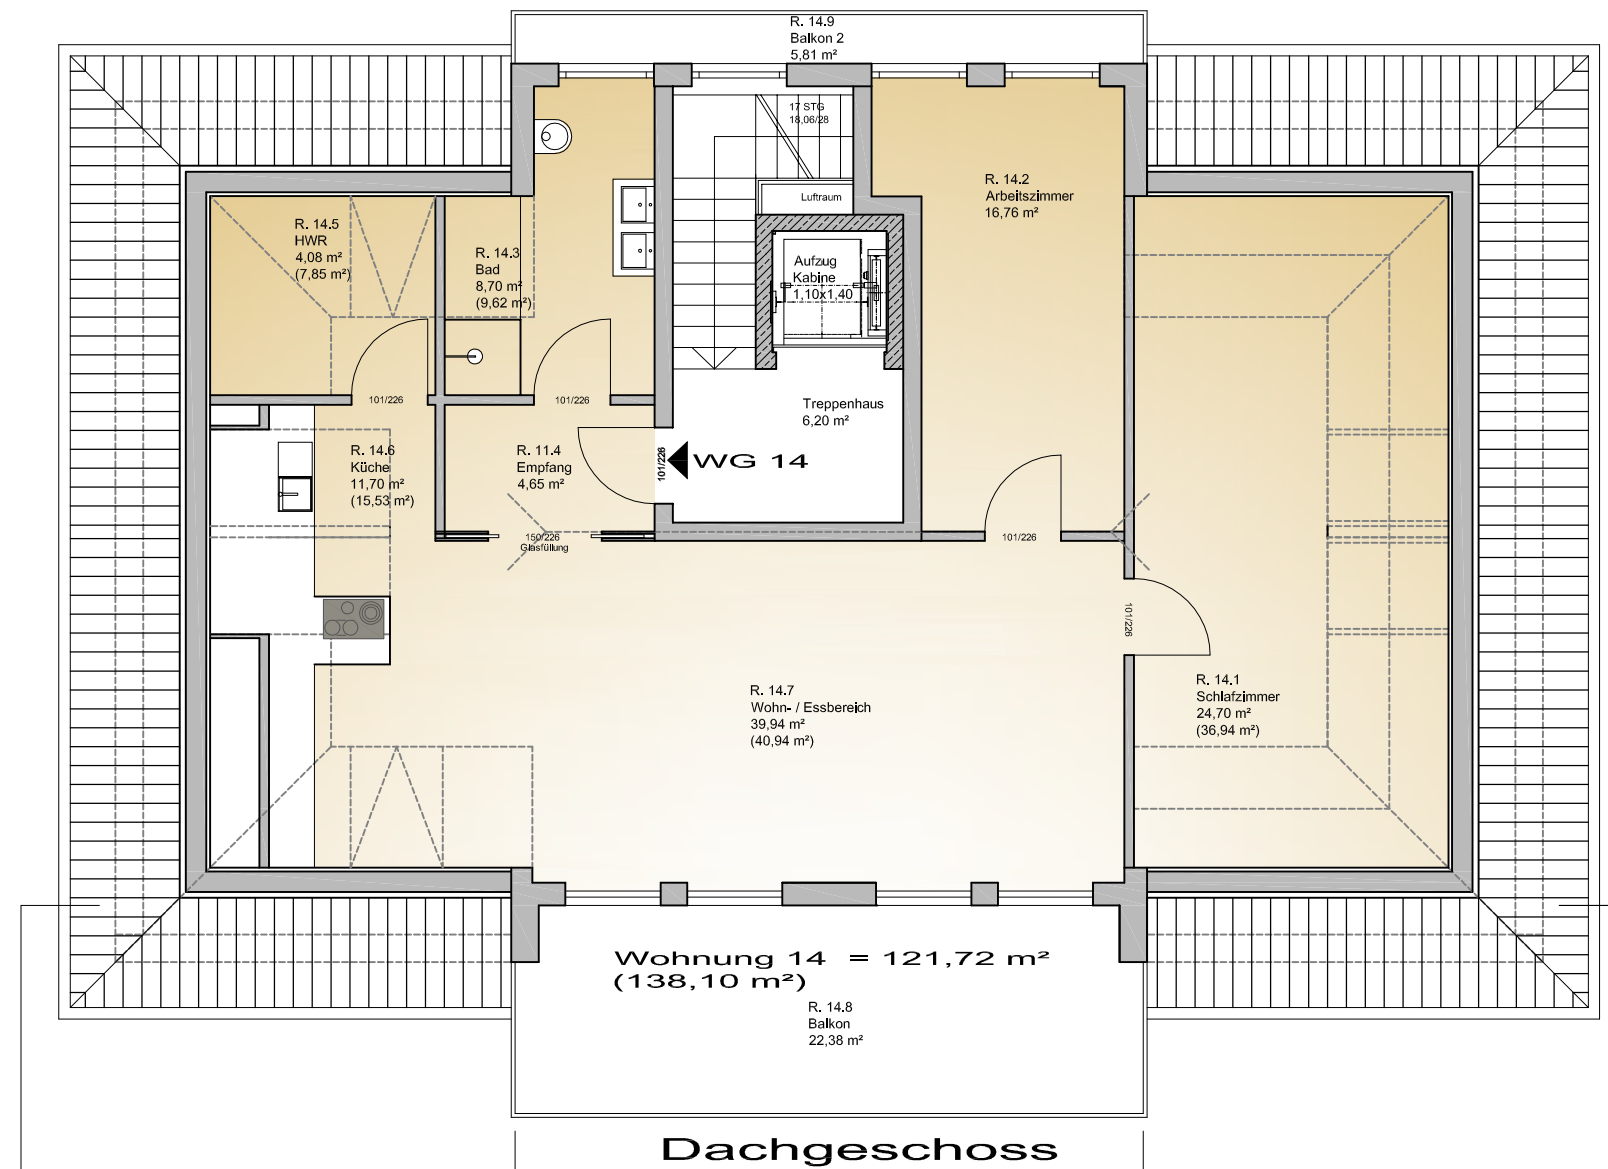 R. 14.9
Balkon 2
5,81 m²
17 STG
18,06/28
R. 14.2
Arbeitszimmer
16,76 m²
Luftraum
R. 14.5
HWR
4,08 m²
(7,85 m²)
R. 14.3
Bad
8,70 m²
(9,62 m²)
Aufzug
Kabine
1,10x1,40
101/226
101/226
Treppenhaus
6,20 m²
R. 14.6
Küche
11,70 m²
(15,53 m²)
R. 11.4
Empfang
4,65 m²
101/226
WG 14
150/226
Glasfüllung
101/226
101/226
R. 14.7
Wohn- / Essbereich
39,94 m²
(40,94 m²)
R. 14.1
Schlafzimmer
24,70 m²
(36,94 m²)
Wohnung 14 = 121,72 m²
(138,10 m²)
R. 14.8
Balkon
22,38 m²
Dachgeschoss